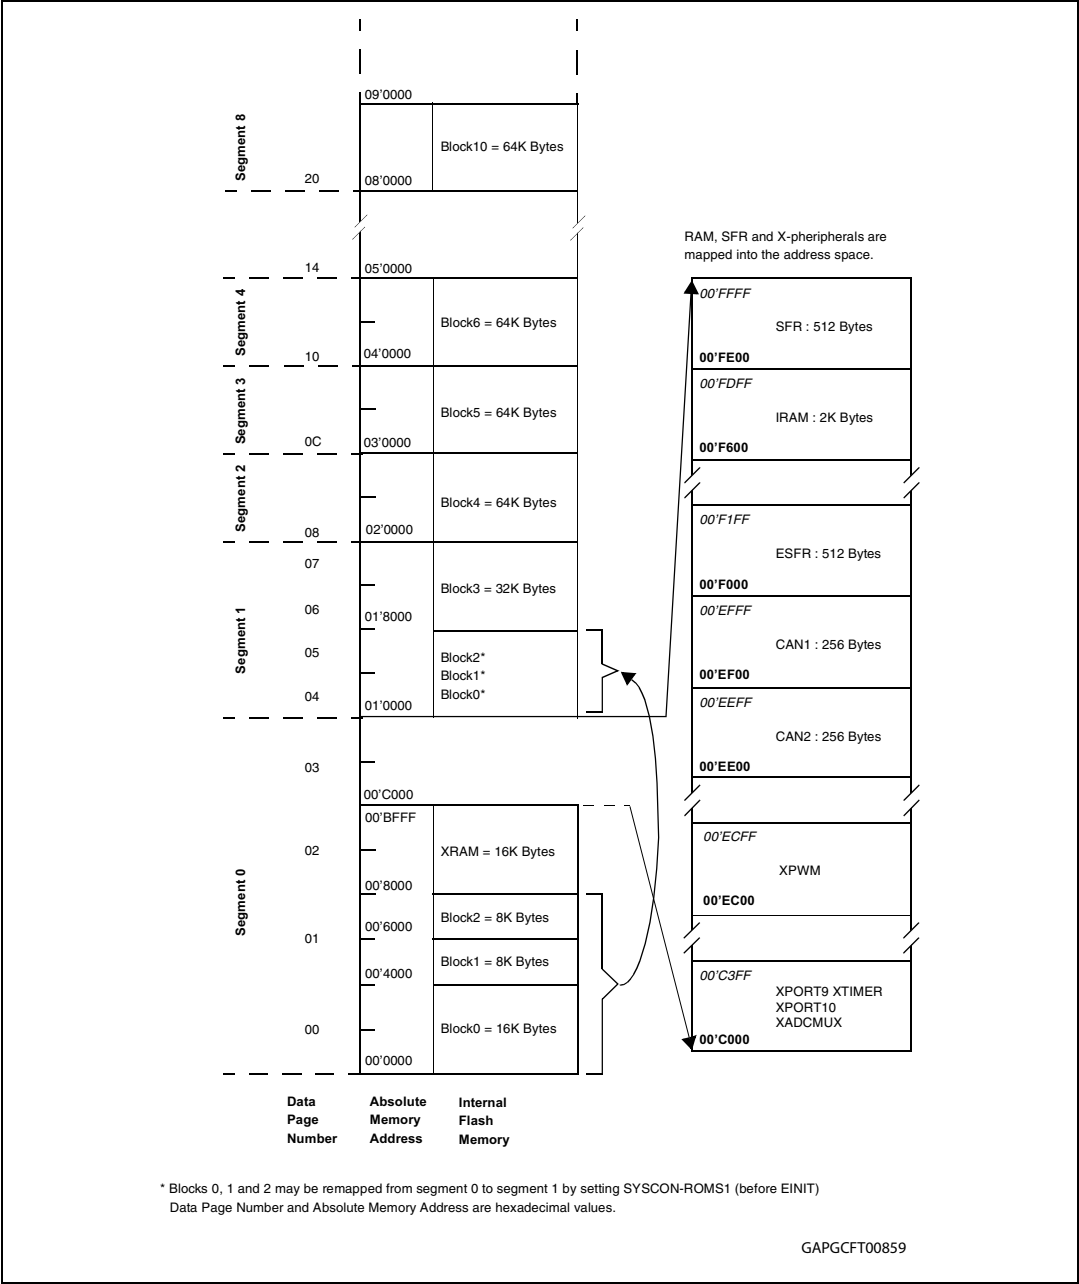 09'0000
Segment 8
Block10 = 64K Bytes
20
08'0000
14
05'0000
Segment 4
Block6 = 64K Bytes
10
04'0000
Segment 3
Block5 = 64K Bytes
0C
03'0000
Segment 2
Block4 = 64K Bytes
08
02'0000
07
Block3 = 32K Bytes
06
01'8000
Segment 1
05
Block2*
Block1*
Block0*
04
01'0000
03
00'C000
00'BFFF
02
XRAM = 16K Bytes
00'8000
Segment 0
Block2 = 8K Bytes
00'6000
01
Block1 = 8K Bytes
00'4000
00
Block0 = 16K Bytes
00'0000
Data
Page
Number
Absolute
Memory
Address
Internal
Flash
Memory
RAM, SFR and X-pheripherals are
mapped into the address space.
00'FFFF
SFR : 512 Bytes
00'FE00
00'FDFF
IRAM : 2K Bytes
00'F600
00'F1FF
ESFR : 512 Bytes
00'F000
00'EFFF
CAN1 : 256 Bytes
00'EF00
00'EEFF
CAN2 : 256 Bytes
00'EE00
00'ECFF
XPWM
00'EC00
00'C3FF
XPORT9 XTIMER
XPORT10
XADCMUX
00'C000
* Blocks 0, 1 and 2 may be remapped from segment 0 to segment 1 by setting SYSCON-ROMS1 (before EINIT)
Data Page Number and Absolute Memory Address are hexadecimal values.
GAPGCFT00859